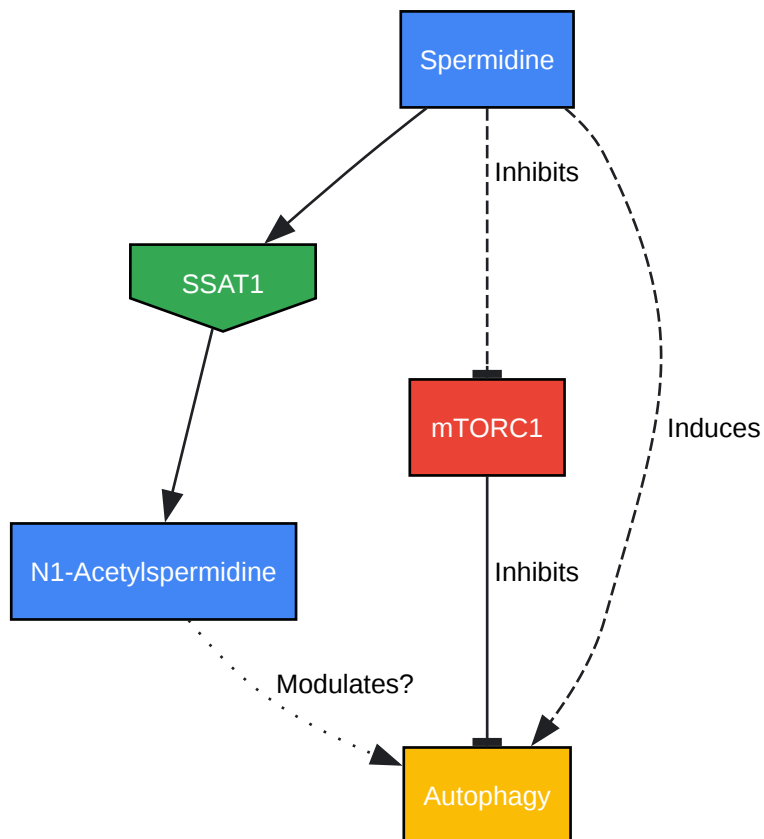 Spermidine
Inhibits
SSAT1
mTORC1
Induces
N1-Acetylspermidine
Inhibits
Modulates?
Autophagy